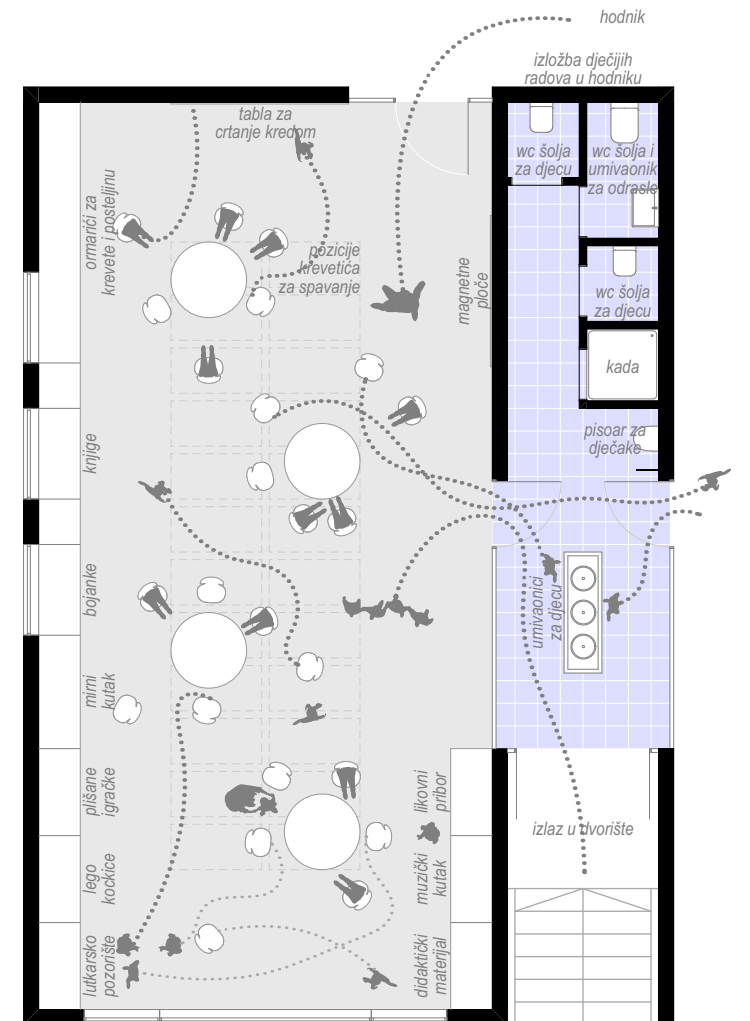 hodnik
izložba dječijih
radova u hodniku
tabla za
crtanje kredom
wc šolja
za djecu
wc šolja i
umivaonik
za odrasle
ormarići za
krevete i posteljinu
pozicije
krevetića
za spavanje
magnetne
ploče
wc šolja
za djecu
kada
knjige
pisoar za
dječake
bojanke
umivaonici
za djecu
mirni
kutak
plišane
igračke
likovni
pribor
izlaz u dvorište
lego
kockice
muzički
kutak
lutkarsko
pozorište
didaktički
materijal